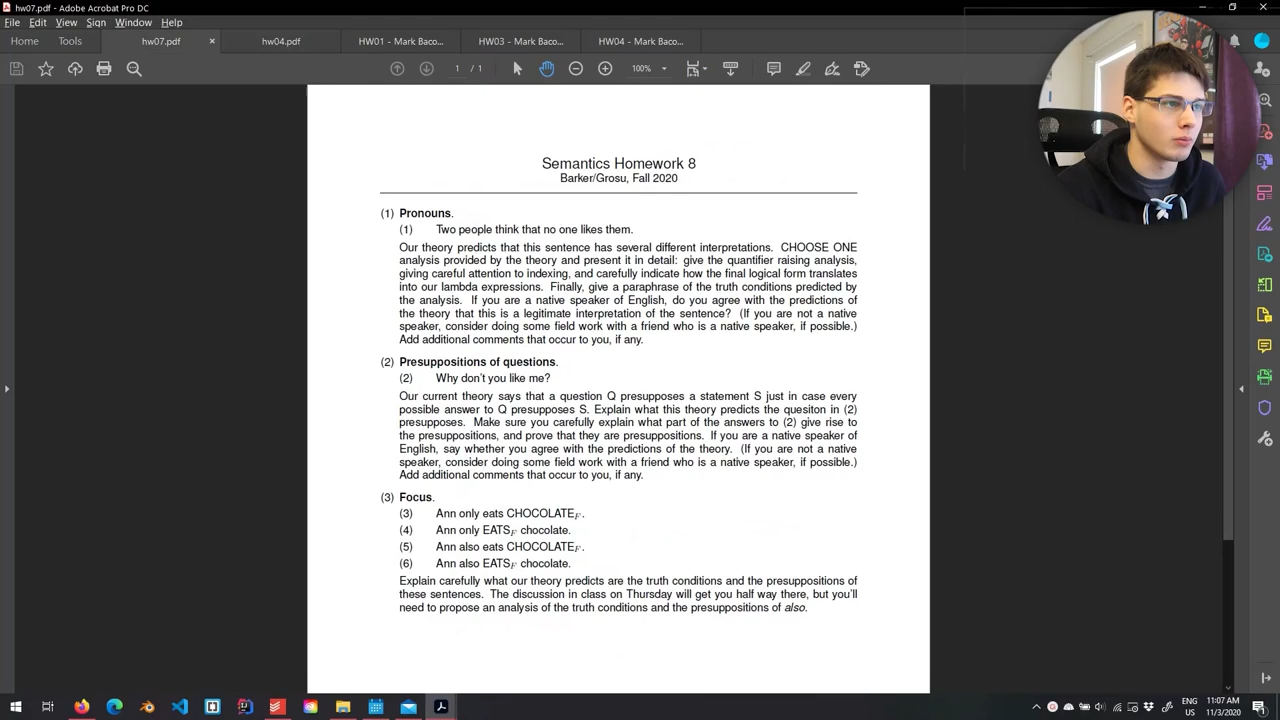 hw07.pdf - Adobe Acrobat Pro DC
File Edit View Sign Window Help
Home Tools hw07.pdf × hw04.pdf HW01 - Mark Baco... HW03 - Mark Baco... HW04 - Mark Baco...
1 / 1 100%
Semantics Homework 8
Barker/Grosu, Fall 2020
(1) Pronouns.
(1) Two people think that no one likes them.
Our theory predicts that this sentence has several different interpretations. CHOOSE ONE
analysis provided by the theory and present it in detail: give the quantifier raising analysis,
giving careful attention to indexing, and carefully indicate how the final logical form translates
into our lambda expressions. Finally, give a paraphrase of the truth conditions predicted by
the analysis. If you are a native speaker of English, do you agree with the predictions of
the theory that this is a legitimate interpretation of the sentence? (If you are not a native
speaker, consider doing some field work with a friend who is a native speaker, if possible.)
Add additional comments that occur to you, if any.
(2) Presuppositions of questions.
(2) Why don't you like me?
Our current theory says that a question Q presupposes a statement S just in case every
possible answer to Q presupposes S. Explain what this theory predicts the quesiton in (2)
presupposes. Make sure you carefully explain what part of the answers to (2) give rise to
the presuppositions, and prove that they are presuppositions. If you are a native speaker of
English, say whether you agree with the predictions of the theory. (If you are not a native
speaker, consider doing some field work with a friend who is a native speaker, if possible.)
Add additional comments that occur to you, if any.
(3) Focus.
(3) Ann only eats CHOCOLATE_F.
(4) Ann only EATS_F chocolate.
(5) Ann also eats CHOCOLATE_F.
(6) Ann also EATS_F chocolate.
Explain carefully what our theory predicts are the truth conditions and the presuppositions of
these sentences. The discussion in class on Thursday will get you half way there, but you'll
need to propose an analysis of the truth conditions and the presuppositions of also.
ENG 11:07 AM
US 11/3/2020